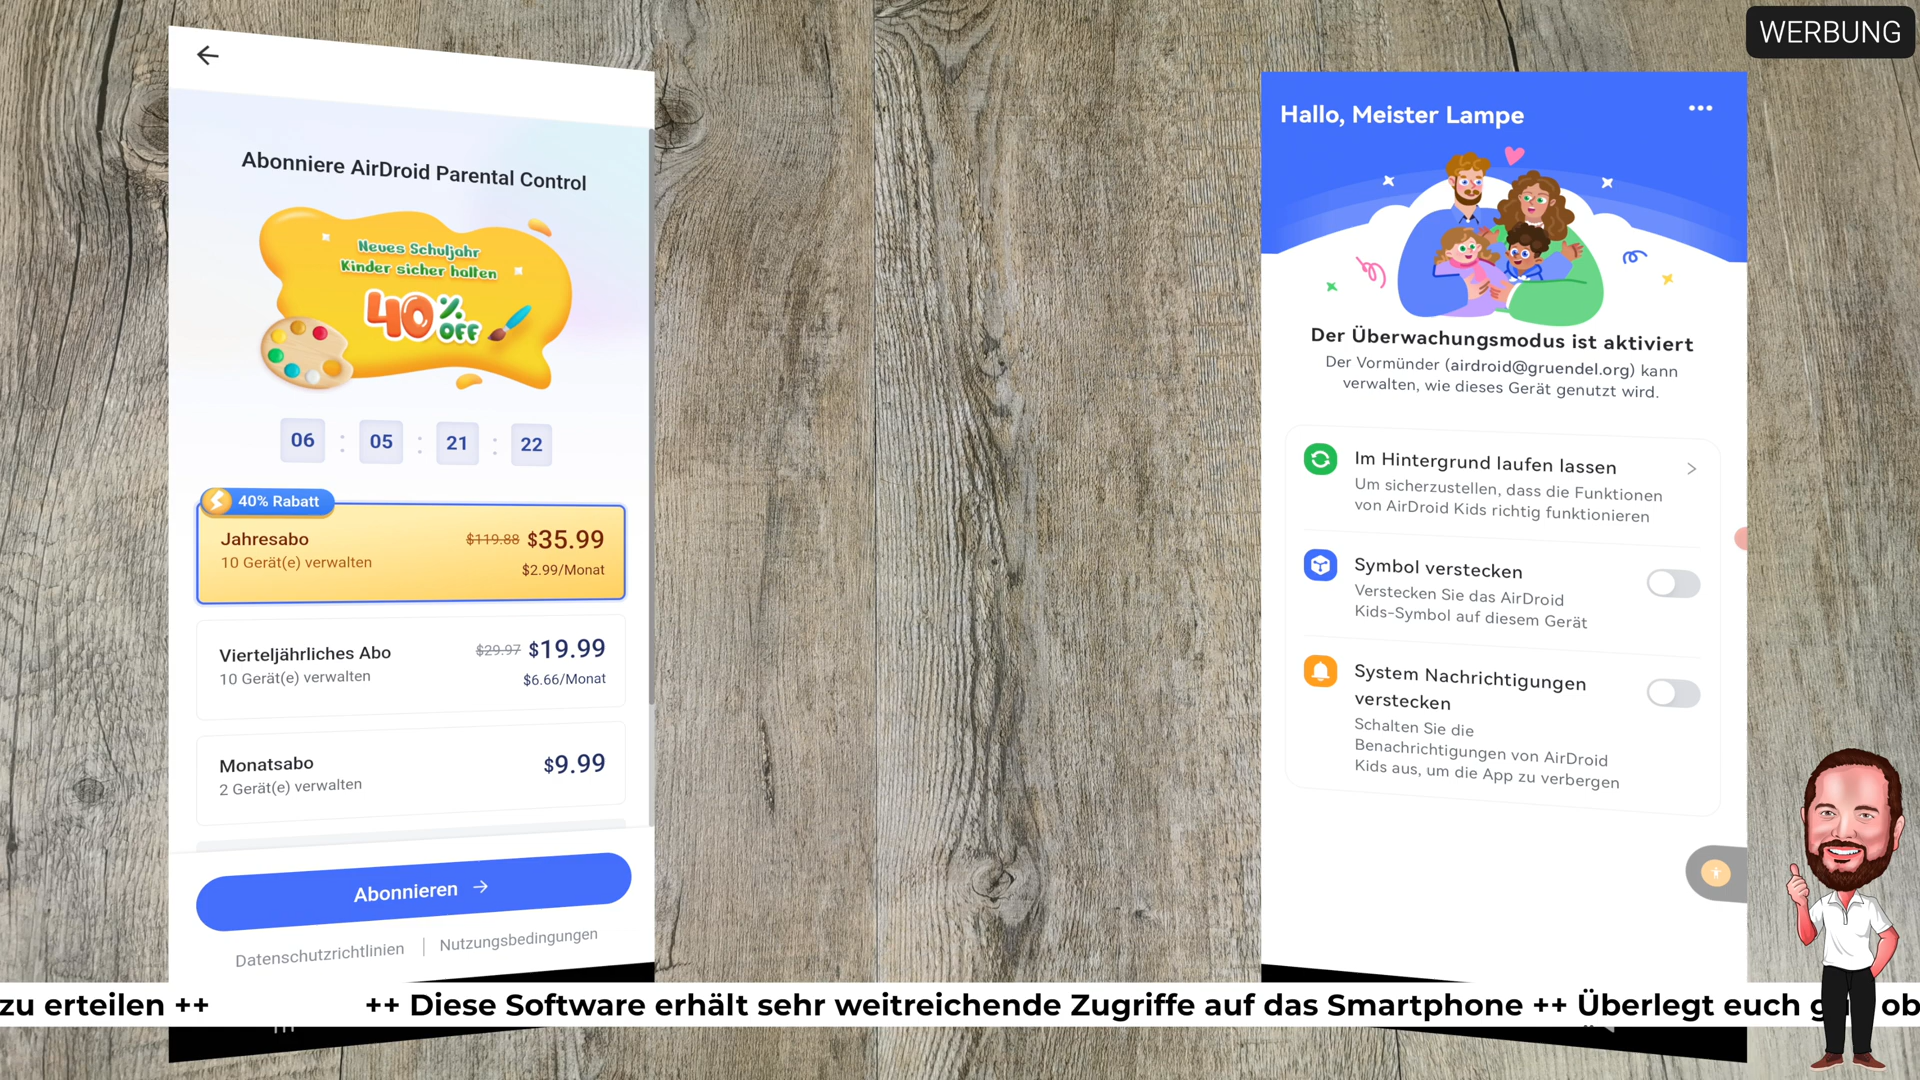 WERBUNG
Abonniere AirDroid Parental Control
Neues Schuljahr
Kinder sicher halten
40% OFF
06 : 05 : 21 : 22
40% Rabatt
Jahresabo
$119.88 $35.99
10 Gerät(e) verwalten
$2.99/Monat
Vierteljährliches Abo
$29.97 $19.99
10 Gerät(e) verwalten
$6.66/Monat
Monatsabo
$9.99
2 Gerät(e) verwalten
Abonnieren →
Datenschutzrichtlinien | Nutzungsbedingungen
Hallo, Meister Lampe
Der Überwachungsmodus ist aktiviert
Der Vormünder (airdroid@gruendel.org) kann
verwalten, wie dieses Gerät genutzt wird.
Im Hintergrund laufen lassen
Um sicherzustellen, dass die Funktionen
von AirDroid Kids richtig funktionieren
Symbol verstecken
Verstecken Sie das AirDroid
Kids-Symbol auf diesem Gerät
System Nachrichtigungen
verstecken
Schalten Sie die
Benachrichtigungen von AirDroid
Kids aus, um die App zu verbergen
zu erteilen ++ ++ Diese Software erhält sehr weitreichende Zugriffe auf das Smartphone ++ Überlegt euch ob